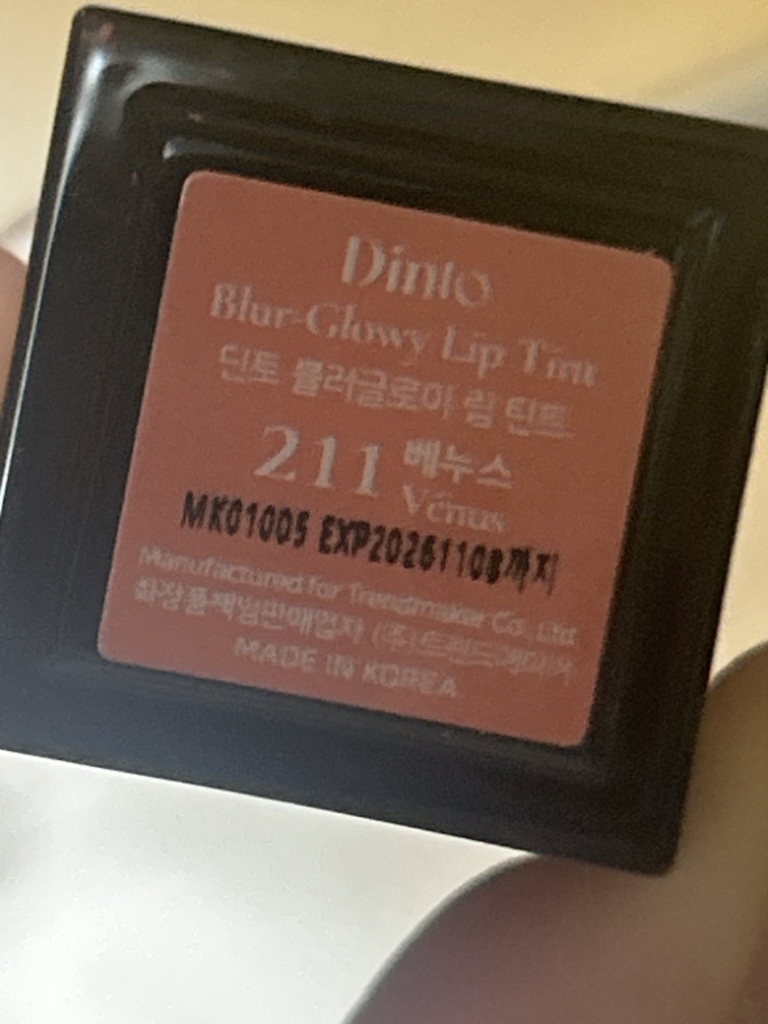 Dinto
Blur-Glowy Lip Tint
딘토 블러글로이 립 틴트
211 베누스
Vénus
MK01005 EXP20261108까지
Manufactured for Trendmaker Co., Ltd.
화장품책임판매업자 (주)트렌드메이커
MADE IN KOREA